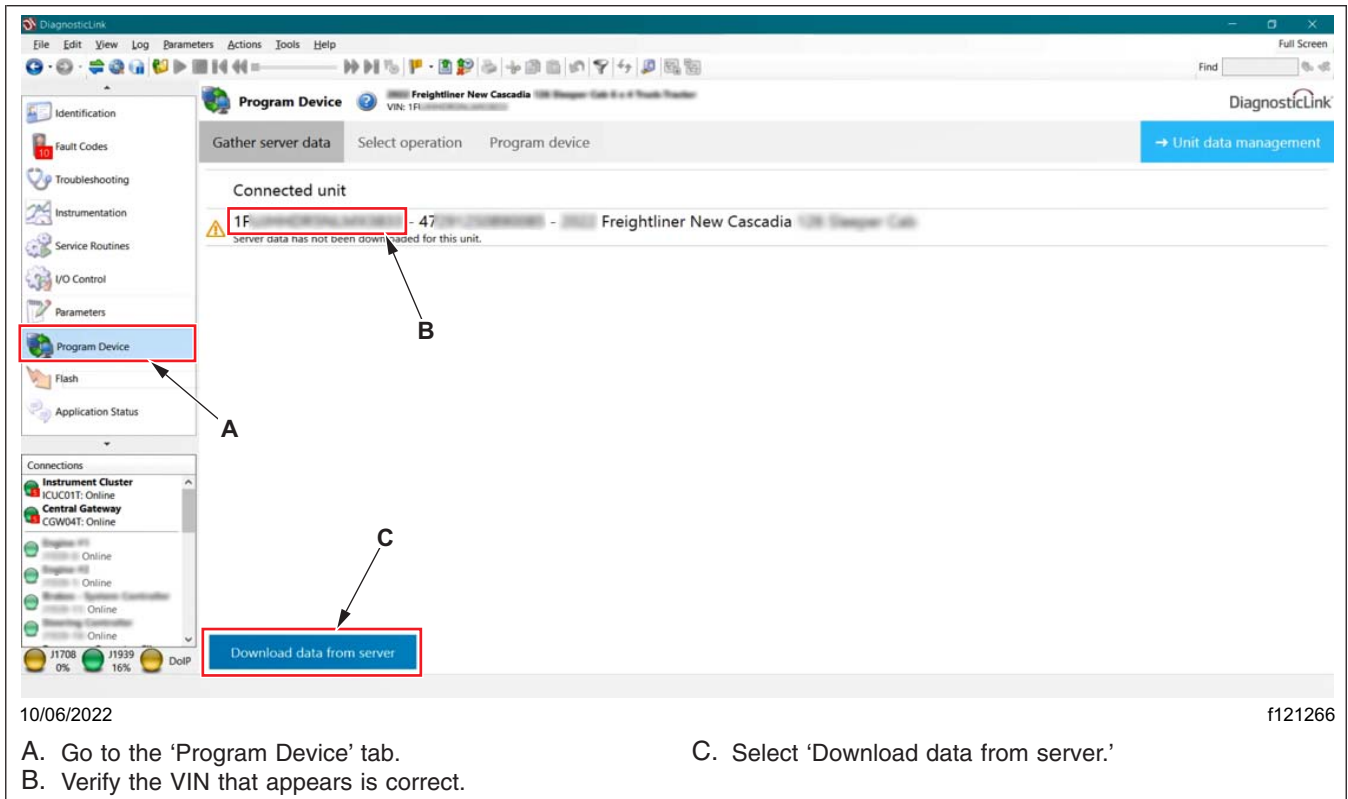 DiagnosticLink
File Edit View Log Parameters Actions Tools Help Full Screen
Find
Identification
Program Device
Freightliner New Cascadia
VIN: 1F
DiagnosticLink
10
Fault Codes
Gather server data Select operation Program device → Unit data management
Troubleshooting
Connected unit
Instrumentation
1F - 47 - Freightliner New Cascadia
Server data has not been downloaded for this unit.
Service Routines
I/O Control
Parameters
B
Program Device
Flash
Application Status
A
Connections
Instrument Cluster
ICUC01T: Online
Central Gateway
CGW04T: Online
C
Online
Online
Online
Online
J1708 0% J1939 16% DoIP
Download data from server
10/06/2022 f121266
A. Go to the ‘Program Device’ tab.
B. Verify the VIN that appears is correct.
C. Select ‘Download data from server.’